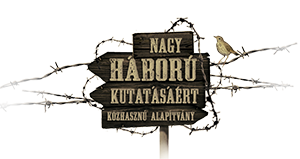 NAGY
HÁBORÚ
KUTATÁSÁÉRT
KÖZHASZNÚ ALAPÍTVÁNY